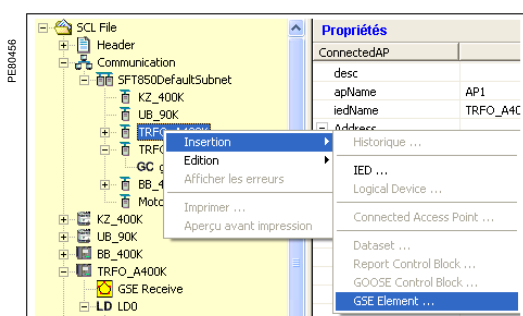 PE80456
SCL File
Header
Communication
SFT850DefaultSubnet
KZ_400K
UB_90K
TRFO_A400K
TRFO
GC
BB_4
Moto
KZ_400K
UB_90K
BB_400K
TRFO_A400K
GSE Receive
LD LD0
Insertion
Edition
Afficher les erreurs
Imprimer ...
Aperçu avant impression
Propriétés
ConnectedAP
desc
apName AP1
iedName TRFO_A40
Address
Historique ...
IED ...
Logical Device ...
Connected Access Point ...
Dataset ...
Report Control Block ...
GOOSE Control Block ...
GSE Element ...